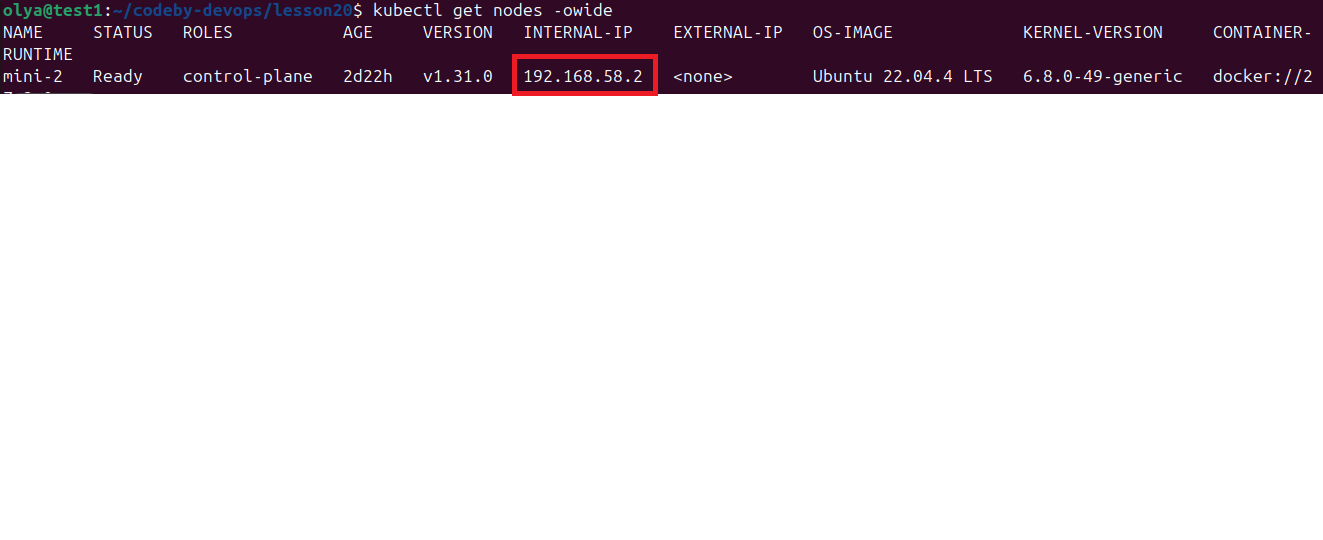 olya@test1:~/codeby-devops/lesson20$ kubectl get nodes -owide
NAME STATUS ROLES AGE VERSION INTERNAL-IP EXTERNAL-IP OS-IMAGE KERNEL-VERSION CONTAINER-
RUNTIME
mini-2 Ready control-plane 2d22h v1.31.0 192.168.58.2 <none> Ubuntu 22.04.4 LTS 6.8.0-49-generic docker://2